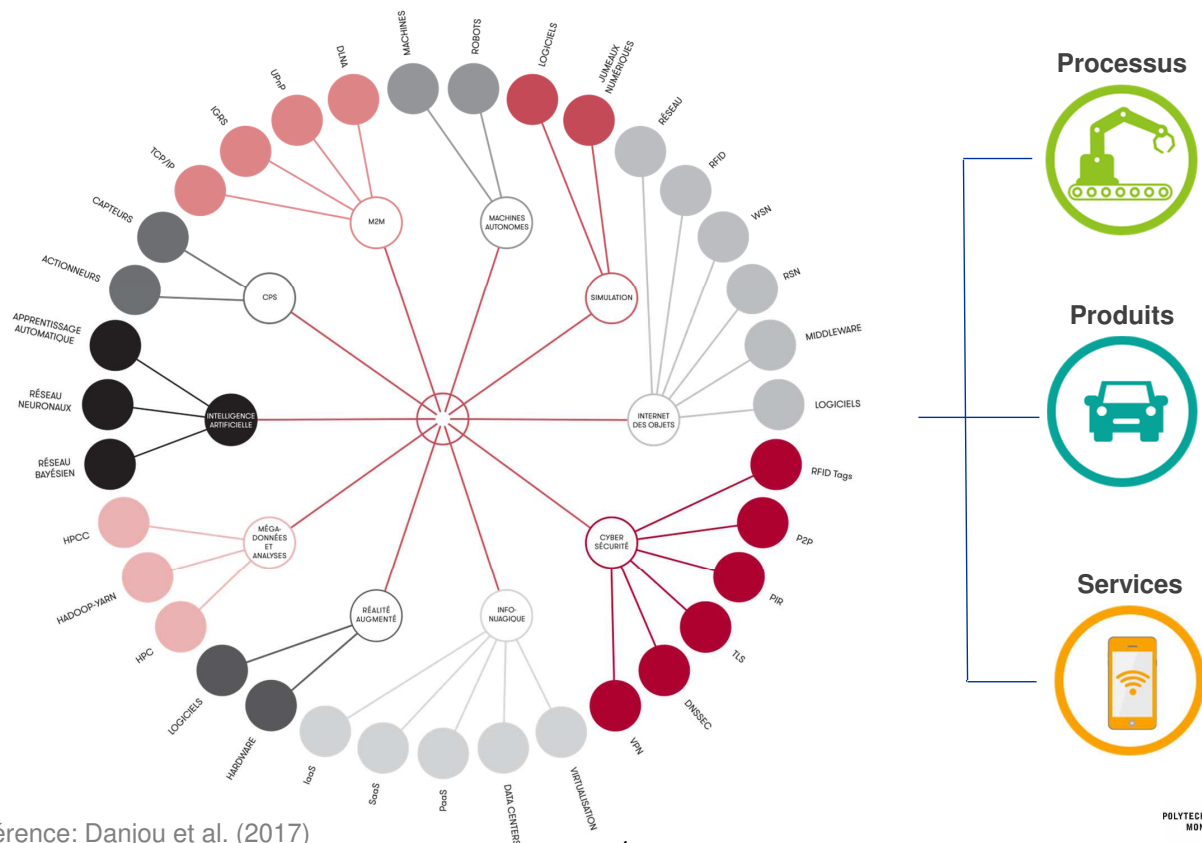 MACHINES
ROBOTS
LOGICIELS
JUMEAUX
NUMÉRIQUES
RÉSEAU
RFID
WSN
RSN
MIDDLEWARE
LOGICIELS
RFID Tags
P2P
PIR
TLS
DNSSEC
VPN
VIRTUALISATION
DATA CENTERS
PaaS
SaaS
IaaS
HARDWARE
LOGICIELS
HPC
HADOOP-YARN
HPCC
RÉSEAU
BAYÉSIEN
RÉSEAU
NEURONAUX
APPRENTISSAGE
AUTOMATIQUE
ACTIONNEURS
CAPTEURS
TCP/IP
IGRS
UPnP
DLNA
M2M
MACHINES
AUTONOMES
SIMULATION
INTERNET
DES OBJETS
CYBER
SÉCURITÉ
INFO-
NUAGIQUE
RÉALITÉ
AUGMENTÉ
MÉGA-
DONNÉES
ET
ANALYSES
INTELLIGENCE
ARTIFICIELLE
CPS
Processus
Produits
Services
érence: Danjou et al. (2017)
POLYTECH
MON